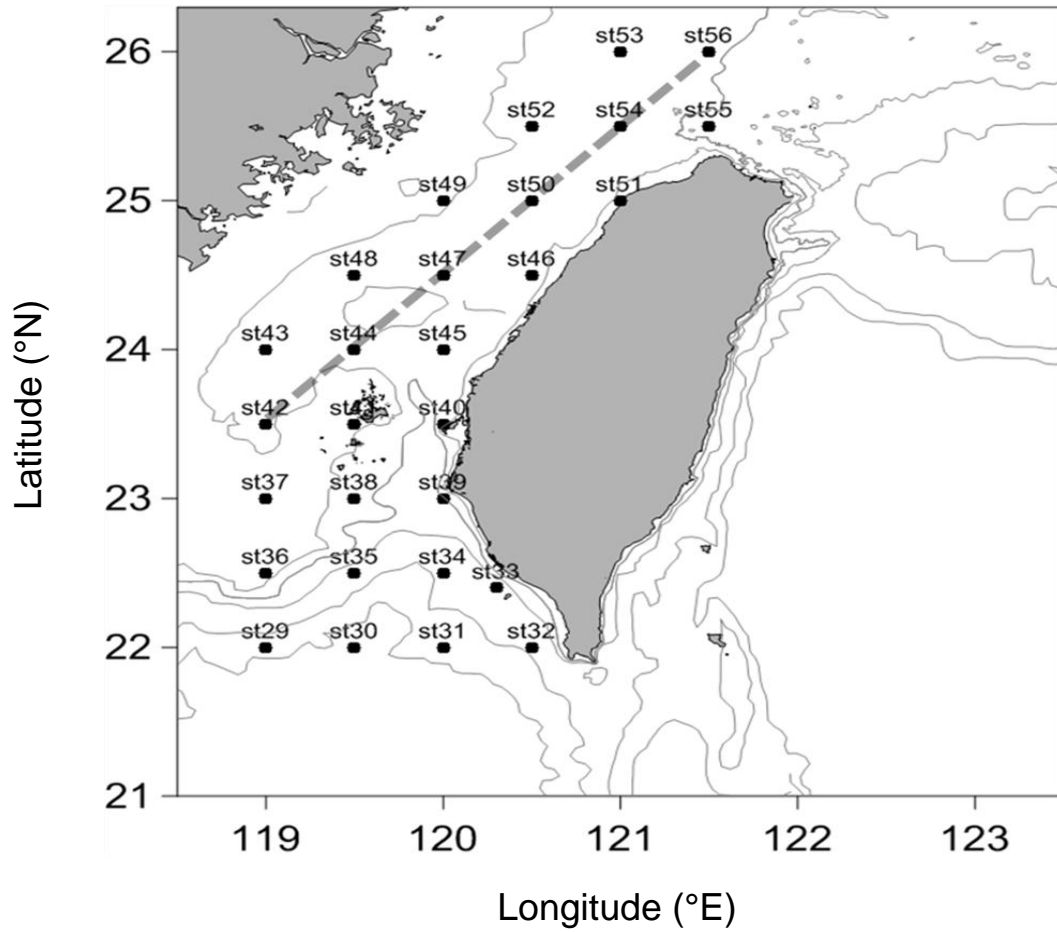 st53 st56
26
st52 st54 st55
st49 st50 st51
25
st48 st47 st46
st43 st44 st45
24
st42 st40
st37 st38 st39
23
st36 st35 st34 st33
st29 st30 st31 st32
22
21
119 120 121 122 123
Latitude (°N)
Longitude (°E)